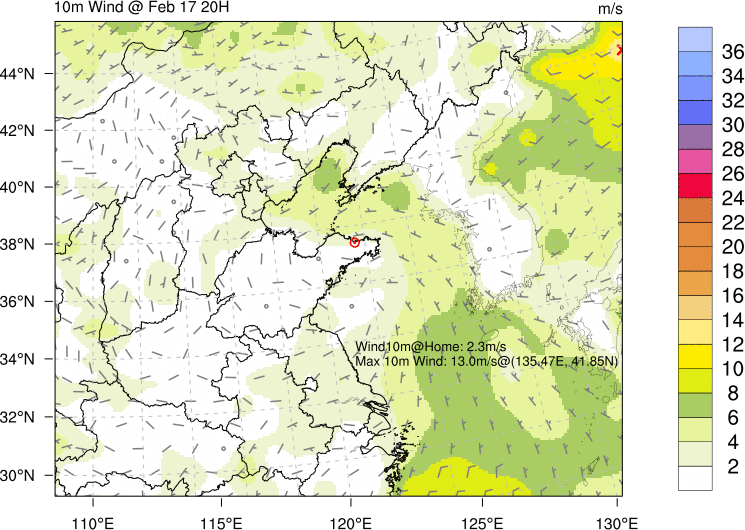 10m Wind @ Feb 17 20H
m/s
44°N
42°N
40°N
38°N
36°N
34°N
32°N
30°N
Wind10m@Home: 2.3m/s
Max 10m Wind: 13.0m/s@(135.47E, 41.85N)
110°E
115°E
120°E
125°E
130°E
36
34
32
30
28
26
24
22
20
18
16
14
12
10
8
6
4
2